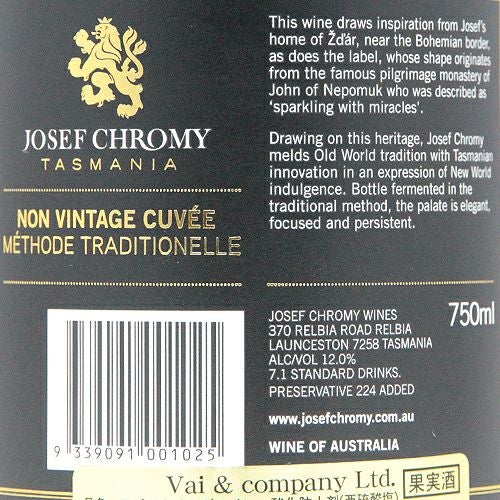 JOSEF CHROMY
TASMANIA
NON VINTAGE CUVÉE
MÉTHODE TRADITIONELLE
This wine draws inspiration from Josef's
home of Žďár, near the Bohemian border,
as does the label, whose shape originates
from the famous pilgrimage monastery of
John of Nepomuk who was described as
'sparkling with miracles'.
Drawing on this heritage, Josef Chromy
melds Old World tradition with Tasmanian
innovation in an expression of New World
indulgence. Bottle fermented in the
traditional method, the palate is elegant,
focused and persistent.
JOSEF CHROMY WINES
370 RELBIA ROAD RELBIA
LAUNCESTON 7258 TASMANIA
ALC/VOL 12.0%
7.1 STANDARD DRINKS.
PRESERVATIVE 224 ADDED
750ml
www.josefchromy.com.au
WINE OF AUSTRALIA
9 339091 001025
Vai & company Ltd. 果実酒